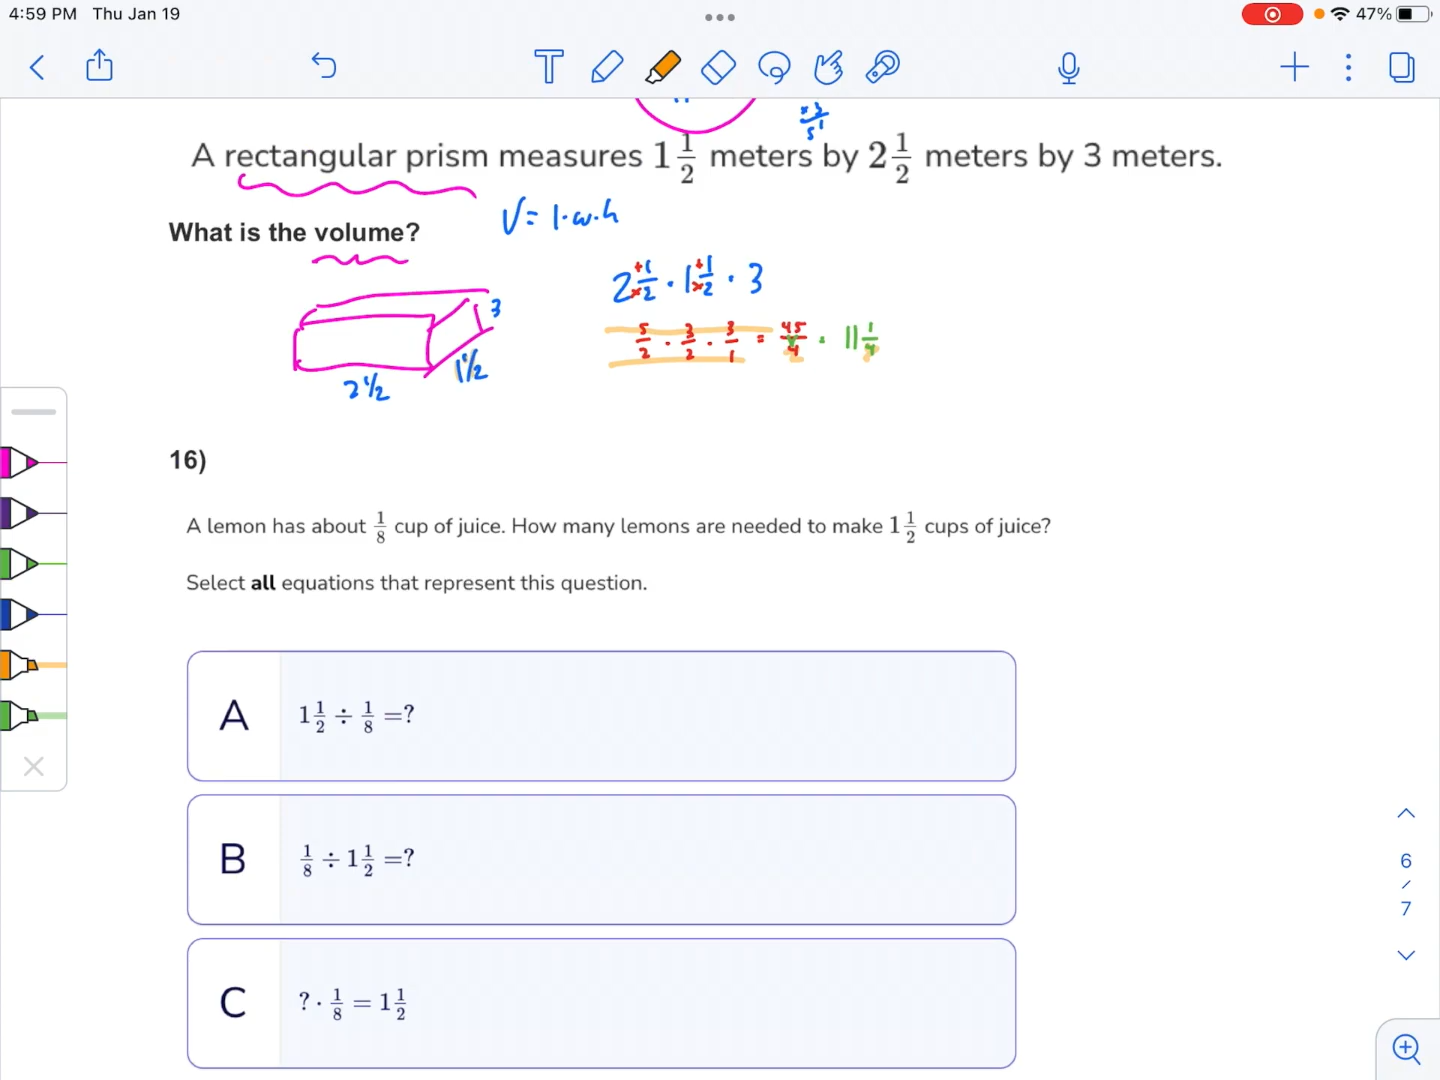 4:59 PM Thu Jan 19
47%
A rectangular prism measures 1 1/2 meters by 2 1/2 meters by 3 meters.
What is the volume?
V = l·w·h
2 1/2 · 1 1/2 · 3
5/2 · 3/2 · 3/1 = 45/4 · 11 1/4
3
1 1/2
2 1/2
16)
A lemon has about 1/8 cup of juice. How many lemons are needed to make 1 1/2 cups of juice?
Select all equations that represent this question.
A 1 1/2 ÷ 1/8 =?
B 1/8 ÷ 1 1/2 =?
C ? · 1/8 = 1 1/2
6
/
7